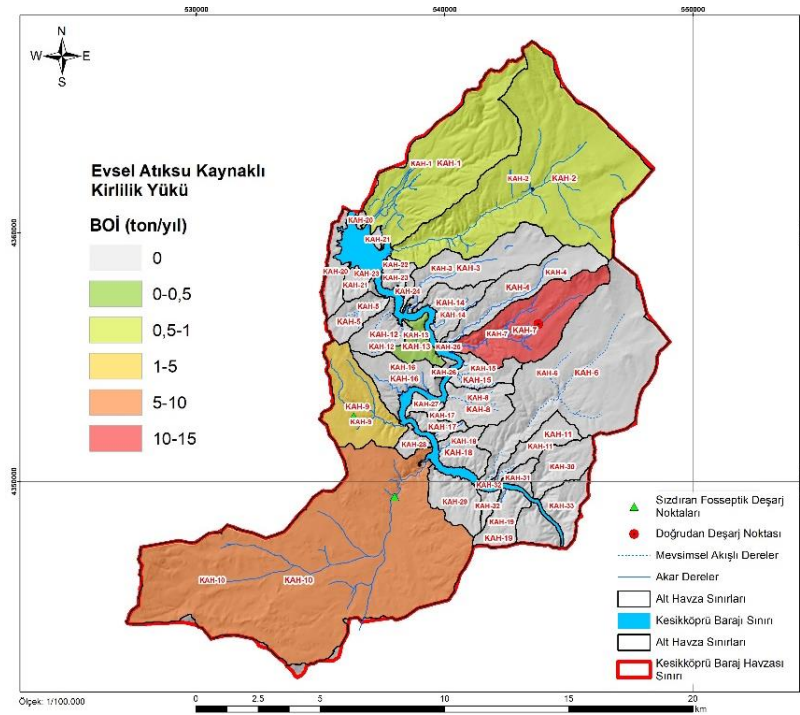 530000 540000 550000
N
W E
S
Evsel Atıksu Kaynaklı
Kirlilik Yükü
BOİ (ton/yıl)
0
0-0,5
0,5-1
1-5
5-10
10-15
4360000
4350000
KAH-1 KAH-1
KAH-2 KAH-2
KAH-20
KAH-21
KAH-22
KAH-20 KAH-23 KAH-23
KAH-21
KAH-3 KAH-3
KAH-24
KAH-4
KAH-4
KAH-5
KAH-5
KAH-14
KAH-14
KAH-13
KAH-12
KAH-12 KAH-13
KAH-7
KAH-7
KAH-26
KAH-26
KAH-16
KAH-16
KAH-15
KAH-15
KAH-6 KAH-6
KAH-8
KAH-8
KAH-27
KAH-9
KAH-9
KAH-17
KAH-17
KAH-28
KAH-18
KAH-18
KAH-11
KAH-11
KAH-30
KAH-31
KAH-32
KAH-29
KAH-32
KAH-33
KAH-19
KAH-19
KAH-10 KAH-10
Sızdıran Fosseptik Deşarj
Noktaları
Doğrudan Deşarj Noktası
Mevsimsel Akışlı Dereler
Akar Dereler
Alt Havza Sınırları
Kesikköprü Barajı Sınırı
Alt Havza Sınırları
Kesikköprü Baraj Havzası
Sınırı
Ölçek: 1/100.000
0 2.5 5 10 15 20
km